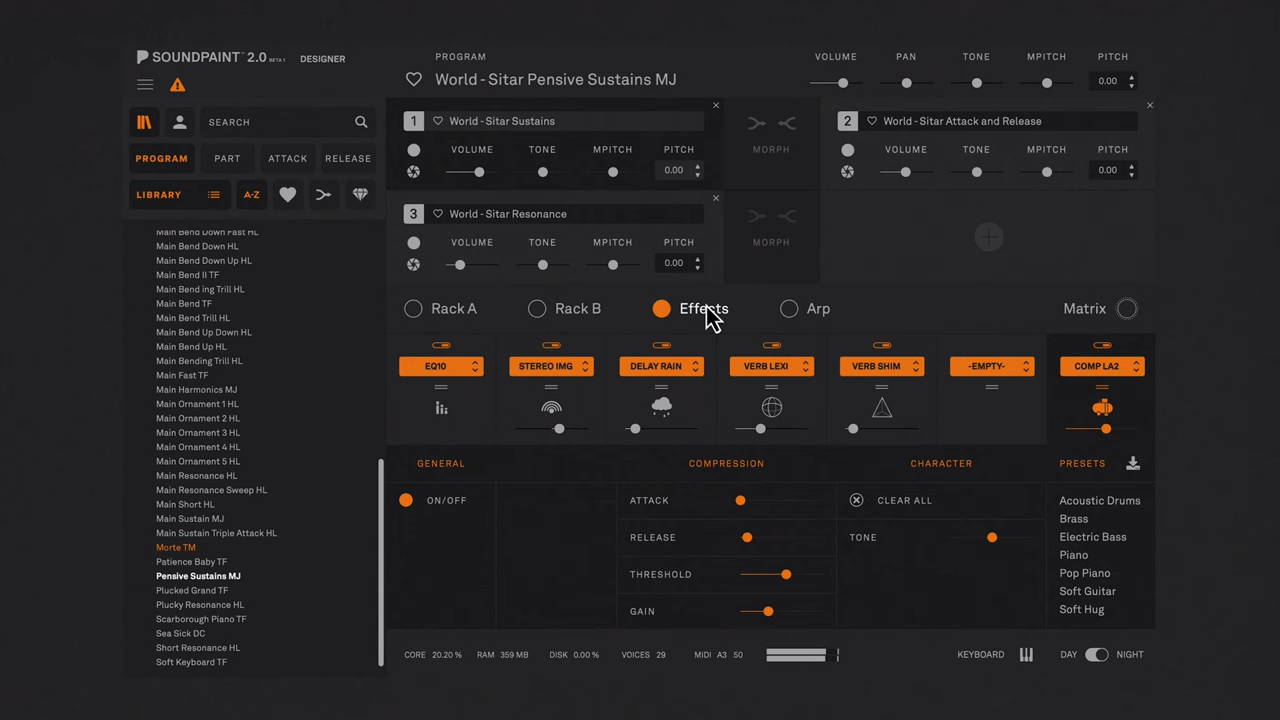 SOUNDPAINT™ 2.0 BETA 1 DESIGNER
SEARCH
PROGRAM PART ATTACK RELEASE
LIBRARY A-Z
Main Bend Down Fast HL
Main Bend Down HL
Main Bend Down Up HL
Main Bend II TF
Main Bend ing Trill HL
Main Bend TF
Main Bend Trill HL
Main Bend Up Down HL
Main Bend Up HL
Main Bending Trill HL
Main Fast TF
Main Harmonics MJ
Main Ornament 1 HL
Main Ornament 2 HL
Main Ornament 3 HL
Main Ornament 4 HL
Main Ornament 5 HL
Main Resonance HL
Main Resonance Sweep HL
Main Short HL
Main Sustain MJ
Main Sustain Triple Attack HL
Morte TM
Patience Baby TF
Pensive Sustains MJ
Plucked Grand TF
Plucky Resonance HL
Scarborough Piano TF
Sea Sick DC
Short Resonance HL
Soft Keyboard TF
PROGRAM
World - Sitar Pensive Sustains MJ
VOLUME PAN TONE MPITCH PITCH
0.00
1 World - Sitar Sustains
VOLUME TONE MPITCH PITCH
0.00
MORPH
2 World - Sitar Attack and Release
VOLUME TONE MPITCH PITCH
0.00
3 World - Sitar Resonance
VOLUME TONE MPITCH PITCH
0.00
MORPH
Rack A Rack B Effects Arp Matrix
EQ10 STEREO IMG DELAY RAIN VERB LEXI VERB SHIM -EMPTY- COMP LA2
GENERAL COMPRESSION CHARACTER PRESETS
ON/OFF
ATTACK
RELEASE
THRESHOLD
GAIN
CLEAR ALL
TONE
Acoustic Drums
Brass
Electric Bass
Piano
Pop Piano
Soft Guitar
Soft Hug
CORE 20.20 % RAM 359 MB DISK 0.00 % VOICES 29 MIDI A3 50 KEYBOARD DAY NIGHT